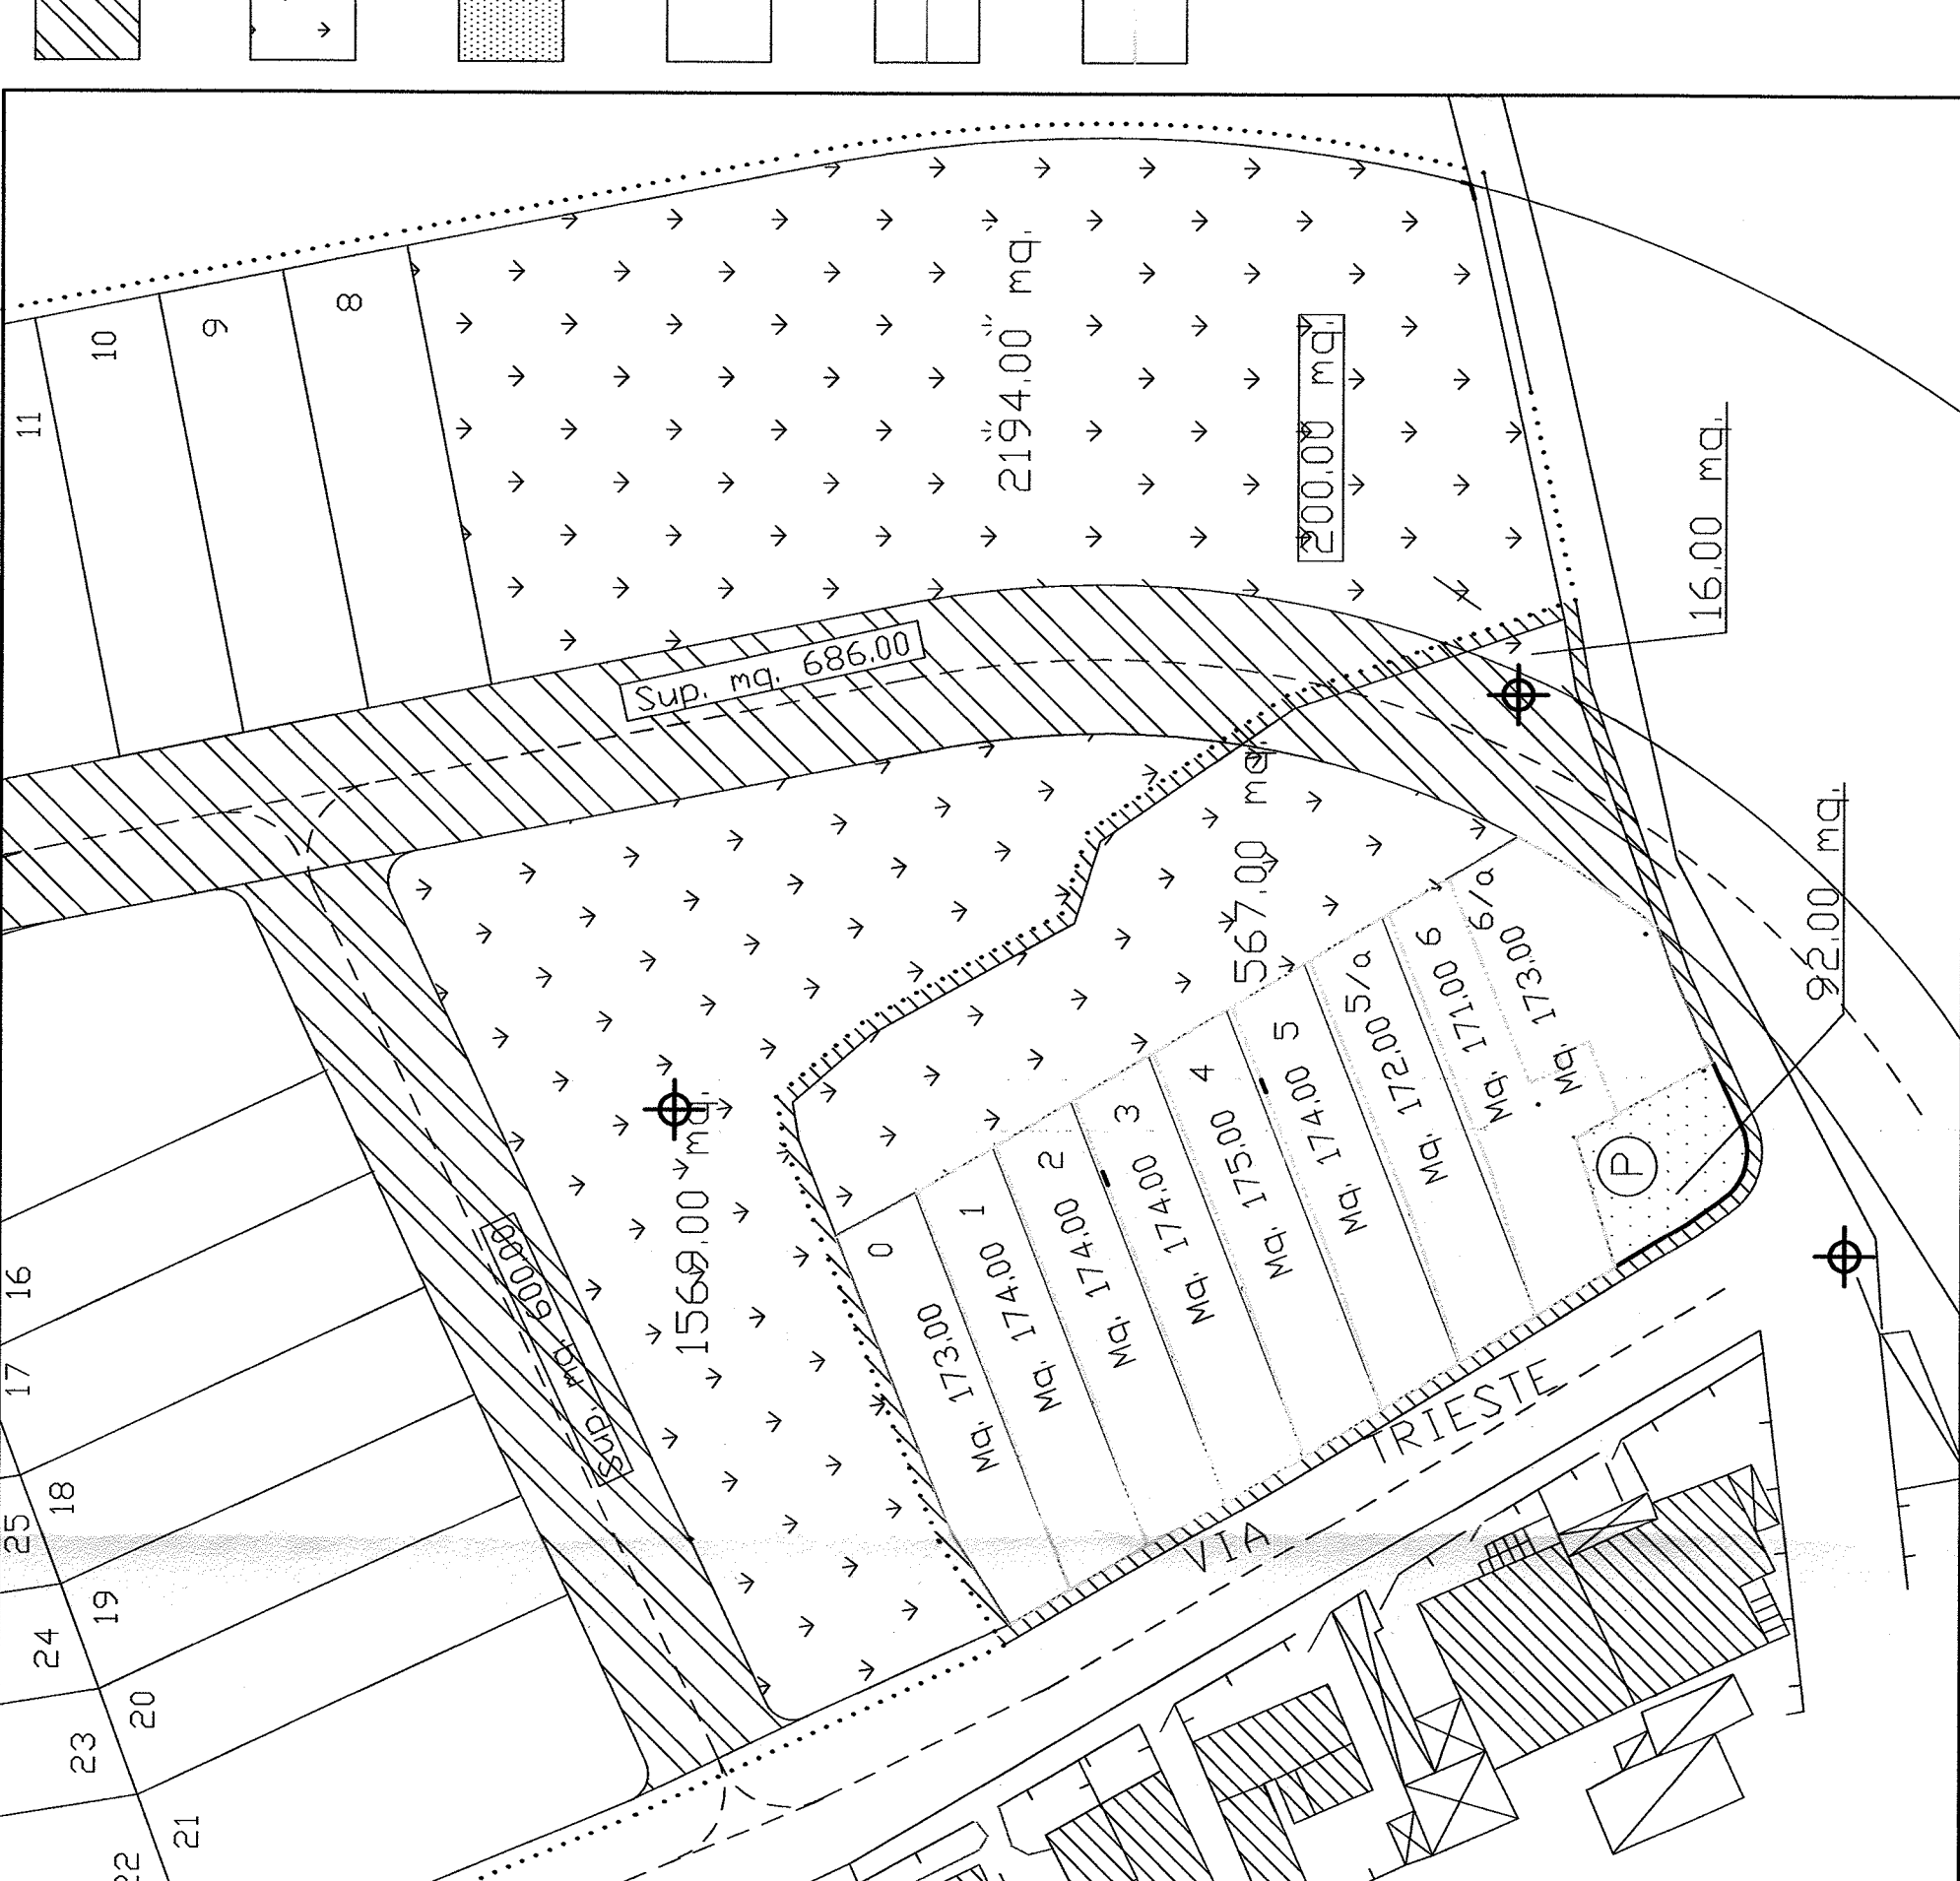 11
10
9
8
2194.00 mq.
200.00 mq.
16.00 mq.
Sup. mq. 686.00
567.00 mq.
92.00 mq.
1569.00 mq.
Sup. mq. 600.00
0
Mq. 173.00
1
Mq. 174.00
2
Mq. 174.00
3
Mq. 174.00
4
Mq. 175.00
5
Mq. 174.00
5/a
Mq. 172.00
6
Mq. 171.00
6/a
Mq. 173.00
P
VIA TRIESTE
16
17
18
25
19
24
20
23
21
22